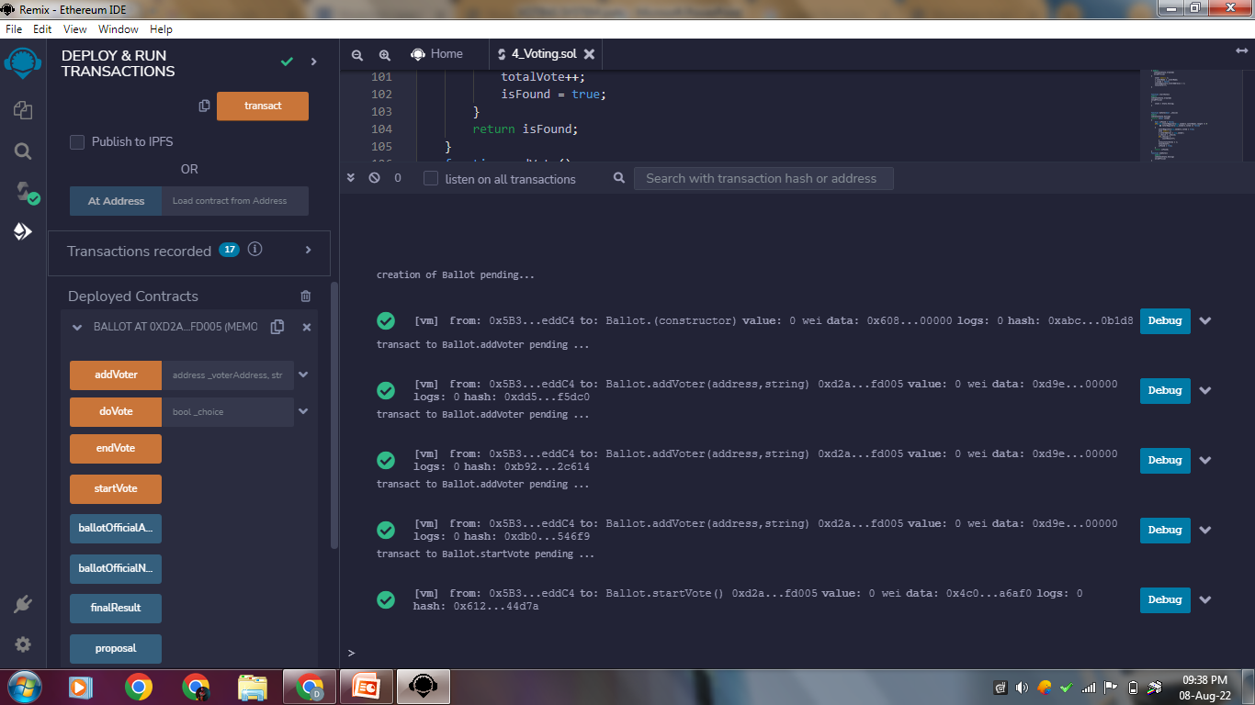 Remix - Ethereum IDE
File Edit View Window Help
DEPLOY & RUN
TRANSACTIONS
transact
Publish to IPFS
OR
At Address Load contract from Address
Transactions recorded 17
Deployed Contracts
BALLOT AT 0XD2A...FD005 (MEMO
addVoter address _voterAddress, str
doVote bool _choice
endVote
startVote
ballotOfficialA...
ballotOfficialN...
finalResult
proposal
Home 4_Voting.sol
101 totalVote++;
102 isFound = true;
103 }
104 return isFound;
105 }
0 listen on all transactions Search with transaction hash or address
creation of Ballot pending...
[vm] from: 0x5B3...eddC4 to: Ballot.(constructor) value: 0 wei data: 0x608...00000 logs: 0 hash: 0xabc...0b1d8 Debug
transact to Ballot.addVoter pending ...
[vm] from: 0x5B3...eddC4 to: Ballot.addVoter(address,string) 0xd2a...fd005 value: 0 wei data: 0xd9e...00000
logs: 0 hash: 0xdd5...f5dc0 Debug
transact to Ballot.addVoter pending ...
[vm] from: 0x5B3...eddC4 to: Ballot.addVoter(address,string) 0xd2a...fd005 value: 0 wei data: 0xd9e...00000
logs: 0 hash: 0xb92...2c614 Debug
transact to Ballot.addVoter pending ...
[vm] from: 0x5B3...eddC4 to: Ballot.addVoter(address,string) 0xd2a...fd005 value: 0 wei data: 0xd9e...00000
logs: 0 hash: 0xdb0...546f9 Debug
transact to Ballot.startVote pending ...
[vm] from: 0x5B3...eddC4 to: Ballot.startVote() 0xd2a...fd005 value: 0 wei data: 0x4c0...a6af0 logs: 0
hash: 0x612...44d7a Debug
>
09:38 PM
08-Aug-22